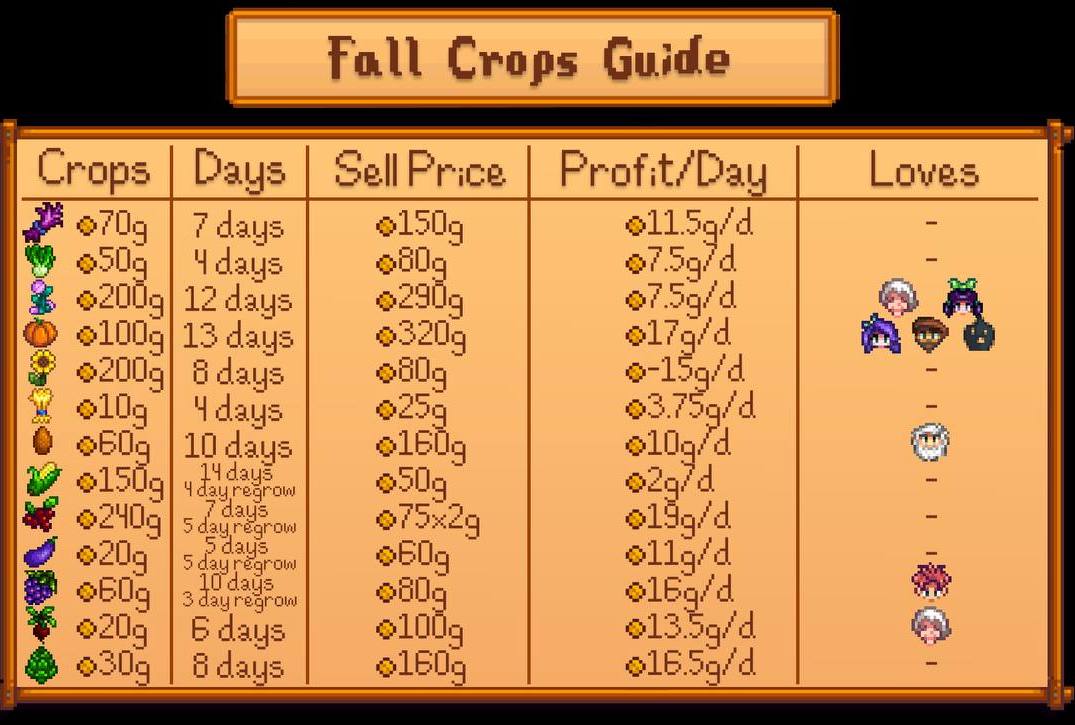 Fall Crops Guide
Crops Days Sell Price Profit/Day Loves
70g 7 days 150g 11.5g/d -
50g 4 days 80g 7.5g/d -
200g 12 days 290g 7.5g/d
100g 13 days 320g 17g/d
200g 8 days 80g -15g/d -
10g 4 days 25g 3.75g/d -
60g 10 days 160g 10g/d
150g 14 days 4 day regrow 50g 2g/d -
240g 7 days 5 day regrow 75x2g 19g/d -
20g 5 days 5 day regrow 60g 11g/d -
60g 10 days 3 day regrow 80g 16g/d
20g 6 days 100g 13.5g/d
30g 8 days 160g 16.5g/d -